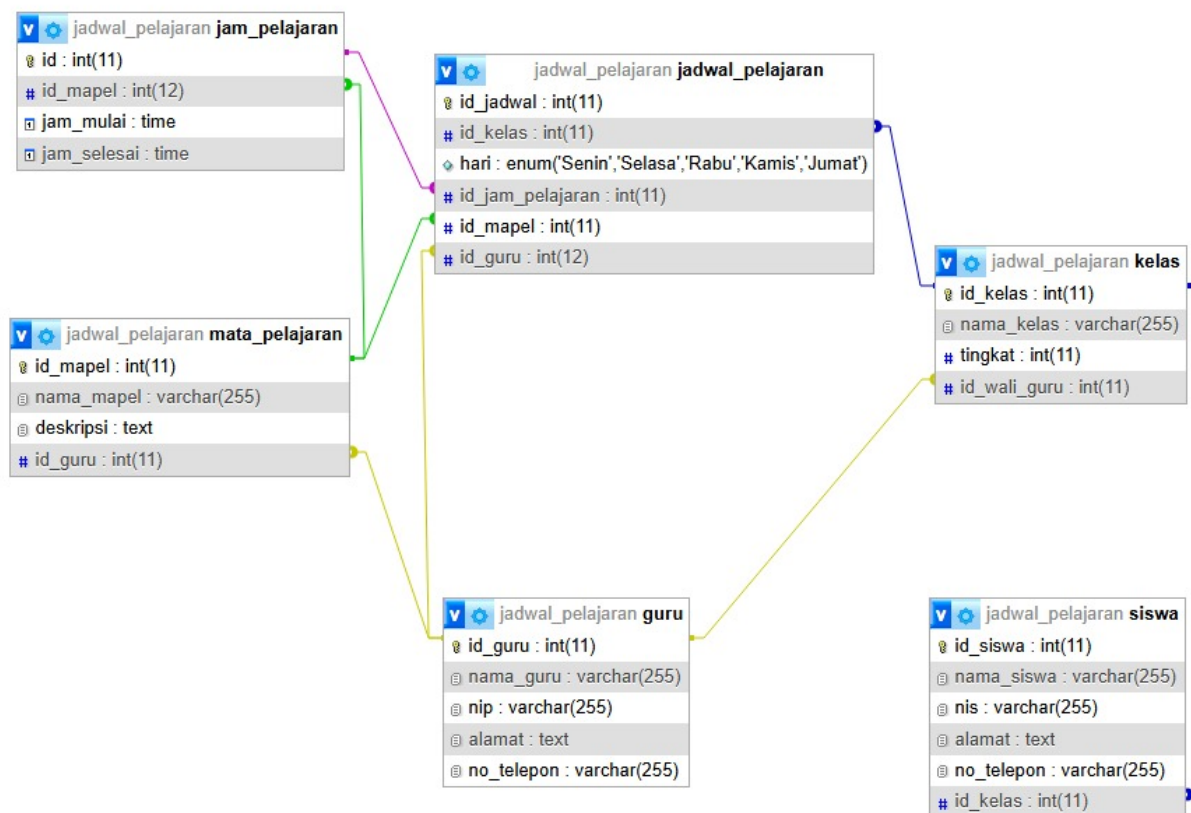 jadwal_pelajaran jam_pelajaran
id : int(11)
# id_mapel : int(12)
jam_mulai : time
jam_selesai : time
jadwal_pelajaran jadwal_pelajaran
id_jadwal : int(11)
# id_kelas : int(11)
hari : enum('Senin','Selasa','Rabu','Kamis','Jumat')
# id_jam_pelajaran : int(11)
# id_mapel : int(11)
# id_guru : int(12)
jadwal_pelajaran kelas
id_kelas : int(11)
nama_kelas : varchar(255)
# tingkat : int(11)
# id_wali_guru : int(11)
jadwal_pelajaran mata_pelajaran
id_mapel : int(11)
nama_mapel : varchar(255)
deskripsi : text
# id_guru : int(11)
jadwal_pelajaran guru
id_guru : int(11)
nama_guru : varchar(255)
nip : varchar(255)
alamat : text
no_telepon : varchar(255)
jadwal_pelajaran siswa
id_siswa : int(11)
nama_siswa : varchar(255)
nis : varchar(255)
alamat : text
no_telepon : varchar(255)
# id_kelas : int(11)